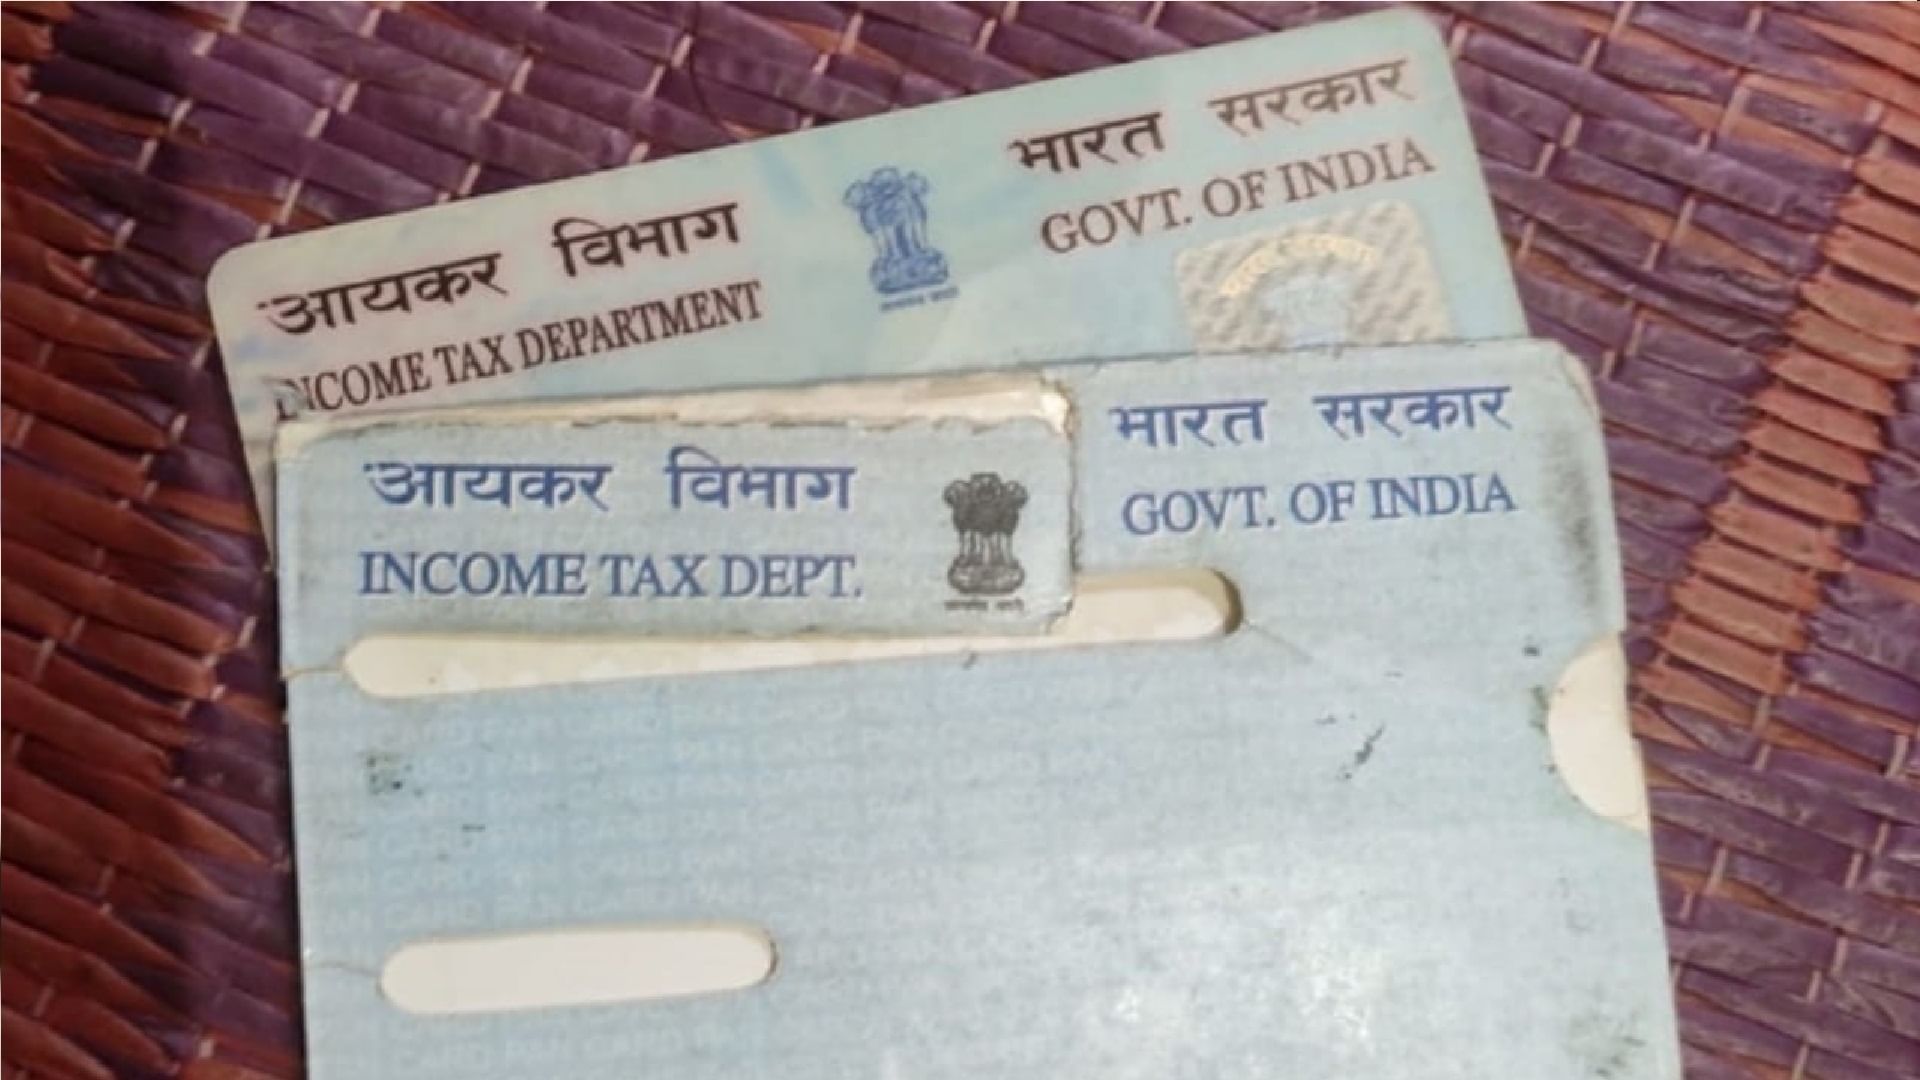 आयकर विभाग
INCOME TAX DEPARTMENT
भारत सरकार
GOVT. OF INDIA
आयकर विभाग
INCOME TAX DEPT.
भारत सरकार
GOVT. OF INDIA